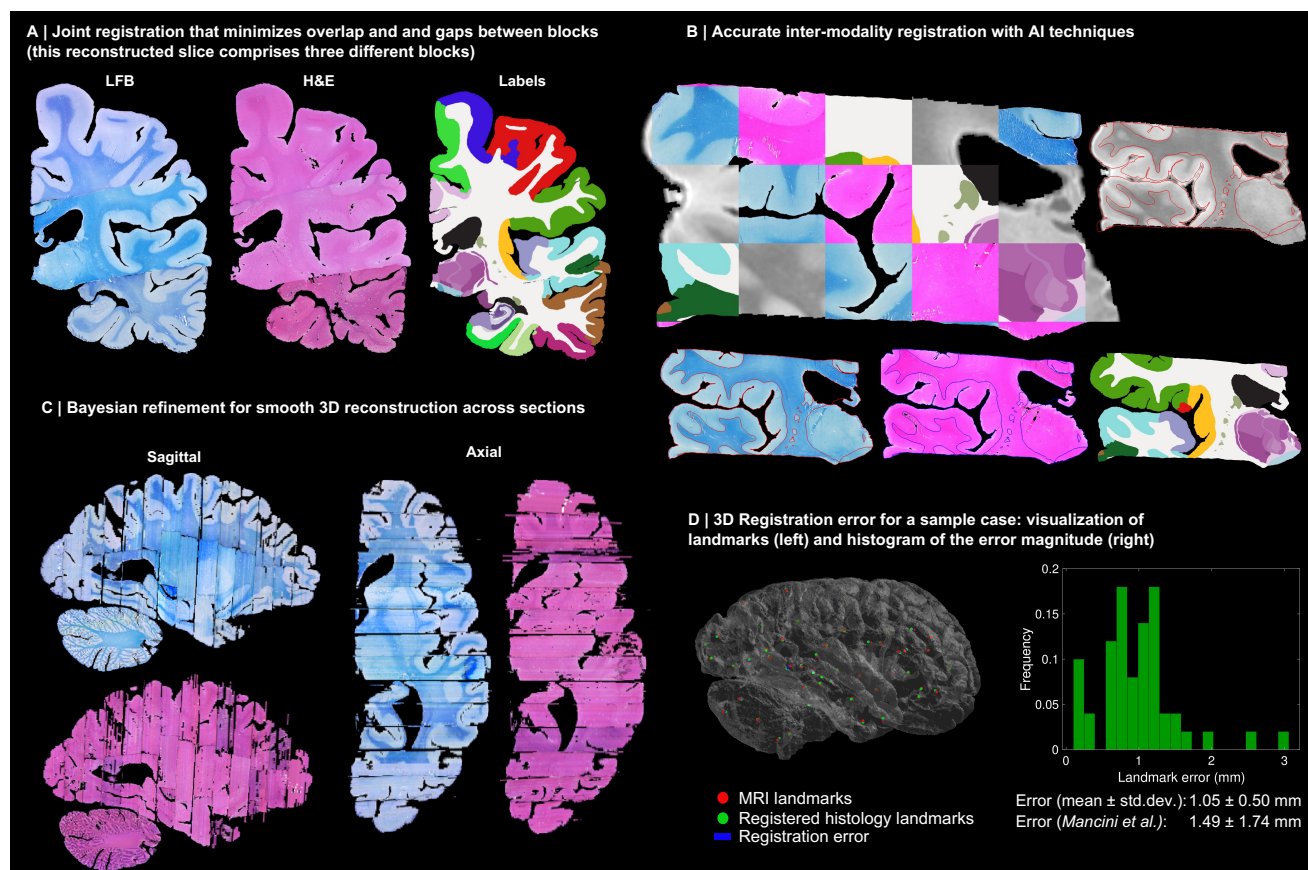 A | Joint registration that minimizes overlap and and gaps between blocks
(this reconstructed slice comprises three different blocks)
LFB
H&E
Labels
B | Accurate inter-modality registration with AI techniques
C | Bayesian refinement for smooth 3D reconstruction across sections
Sagittal
Axial
D | 3D Registration error for a sample case: visualization of
landmarks (left) and histogram of the error magnitude (right)
MRI landmarks
Registered histology landmarks
Registration error
0.2
0.15
0.1
0.05
0
Frequency
0 1 2 3
Landmark error (mm)
Error (mean ± std.dev.): 1.05 ± 0.50 mm
Error (Mancini et al.): 1.49 ± 1.74 mm